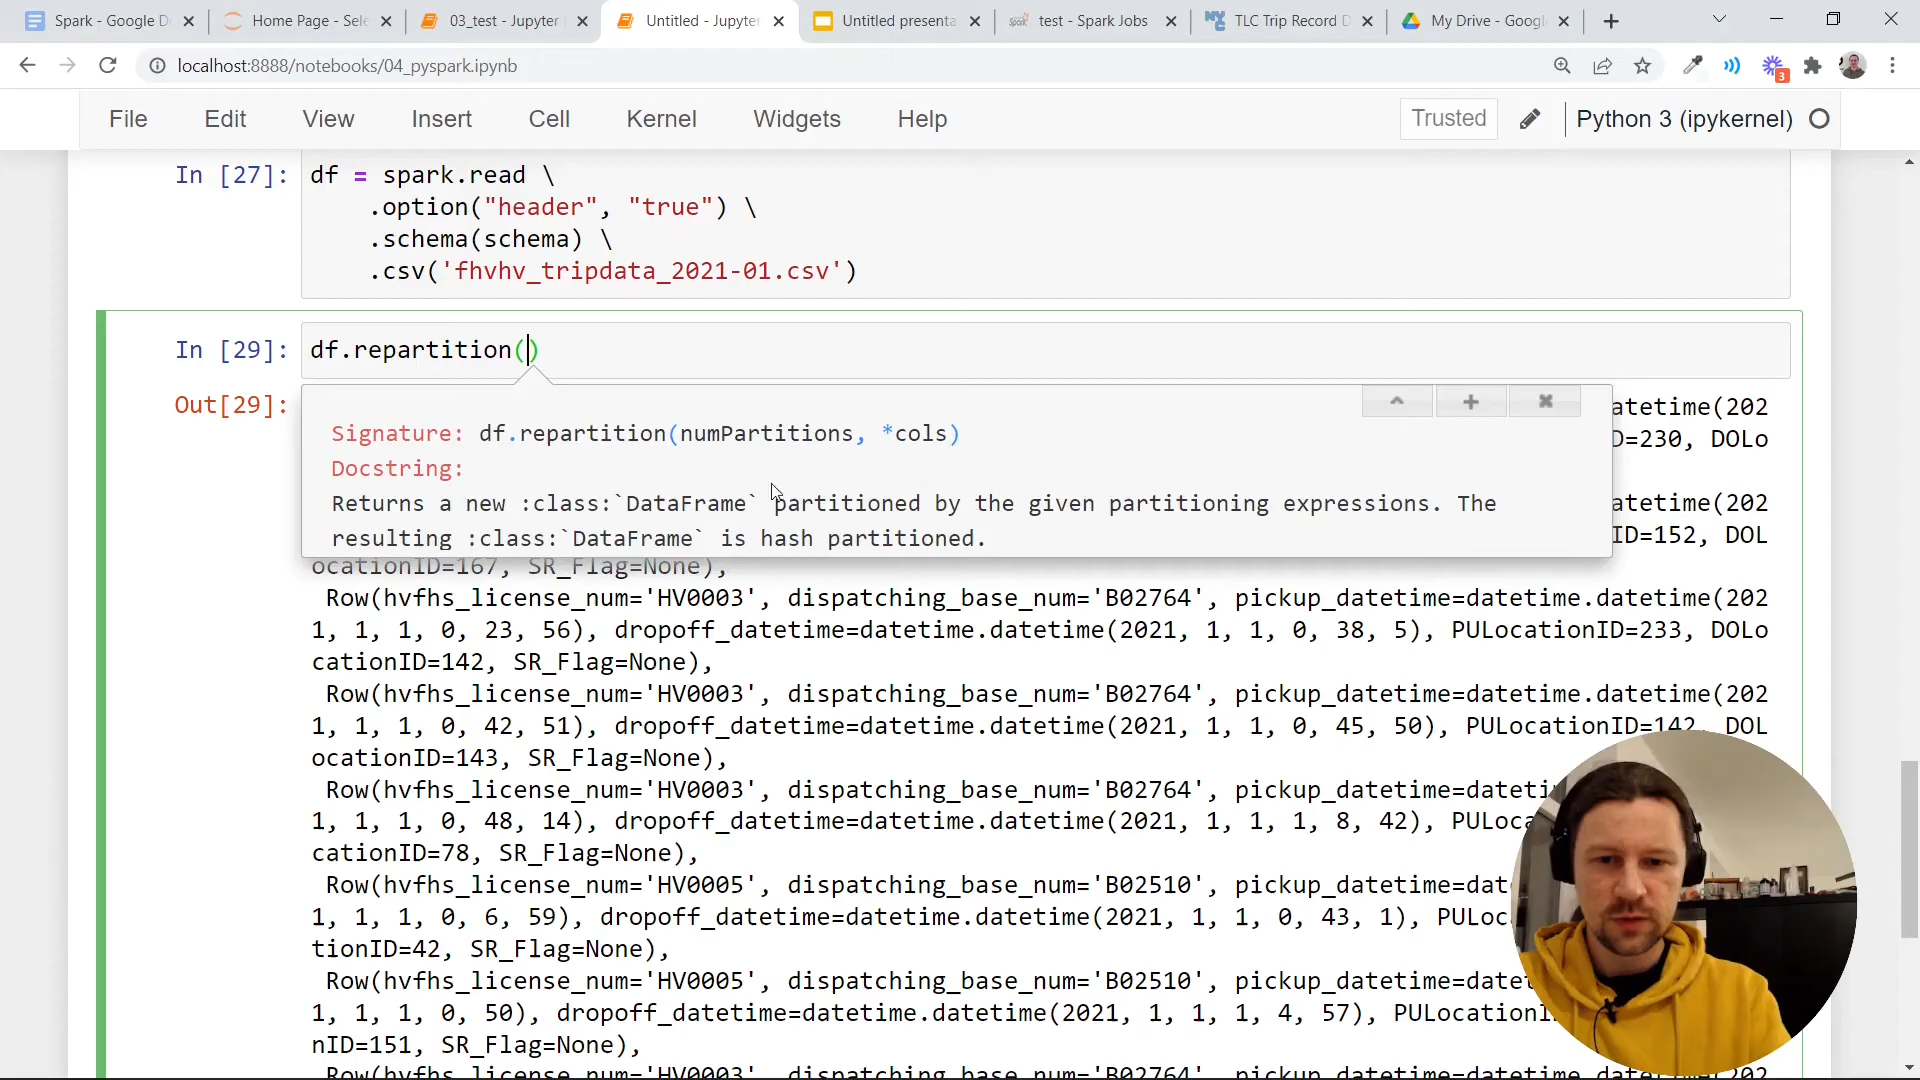 Spark - Google D
Home Page - Sele
03_test - Jupyter
Untitled - Jupyter
Untitled presenta
test - Spark Jobs
TLC Trip Record D
My Drive - Googl
localhost:8888/notebooks/04_pyspark.ipynb
3
File Edit View Insert Cell Kernel Widgets Help
Trusted
Python 3 (ipykernel)
In [27]: df = spark.read \
.option("header", "true") \
.schema(schema) \
.csv('fhvhv_tripdata_2021-01.csv')
In [29]: df.repartition()
Out[29]:
atetime(202
D=230, DOLo
atetime(202
ID=152, DOL
Signature: df.repartition(numPartitions, *cols)
Docstring:
Returns a new :class:`DataFrame` partitioned by the given partitioning expressions. The
resulting :class:`DataFrame` is hash partitioned.
ocationID=167, SR_Flag=None),
Row(hvfhs_license_num='HV0003', dispatching_base_num='B02764', pickup_datetime=datetime.datetime(202
1, 1, 1, 0, 23, 56), dropoff_datetime=datetime.datetime(2021, 1, 1, 0, 38, 5), PULocationID=233, DOLo
cationID=142, SR_Flag=None),
Row(hvfhs_license_num='HV0003', dispatching_base_num='B02764', pickup_datetime=datetime.datetime(202
1, 1, 1, 0, 42, 51), dropoff_datetime=datetime.datetime(2021, 1, 1, 0, 45, 50), PULocationID=142, DOL
ocationID=143, SR_Flag=None),
Row(hvfhs_license_num='HV0003', dispatching_base_num='B02764', pickup_dateti
1, 1, 1, 0, 48, 14), dropoff_datetime=datetime.datetime(2021, 1, 1, 1, 8, 42), PULoca
cationID=78, SR_Flag=None),
Row(hvfhs_license_num='HV0005', dispatching_base_num='B02510', pickup_dat
1, 1, 1, 0, 6, 59), dropoff_datetime=datetime.datetime(2021, 1, 1, 0, 43, 1), PULoc
tionID=42, SR_Flag=None),
Row(hvfhs_license_num='HV0005', dispatching_base_num='B02510', pickup_date
1, 1, 1, 0, 50), dropoff_datetime=datetime.datetime(2021, 1, 1, 1, 4, 57), PULocation
nID=151, SR_Flag=None),
Row(hvfhs_license_num='HV0003', dispatching_base_num='B02764', pickup_datetime=datetime.datetime(202